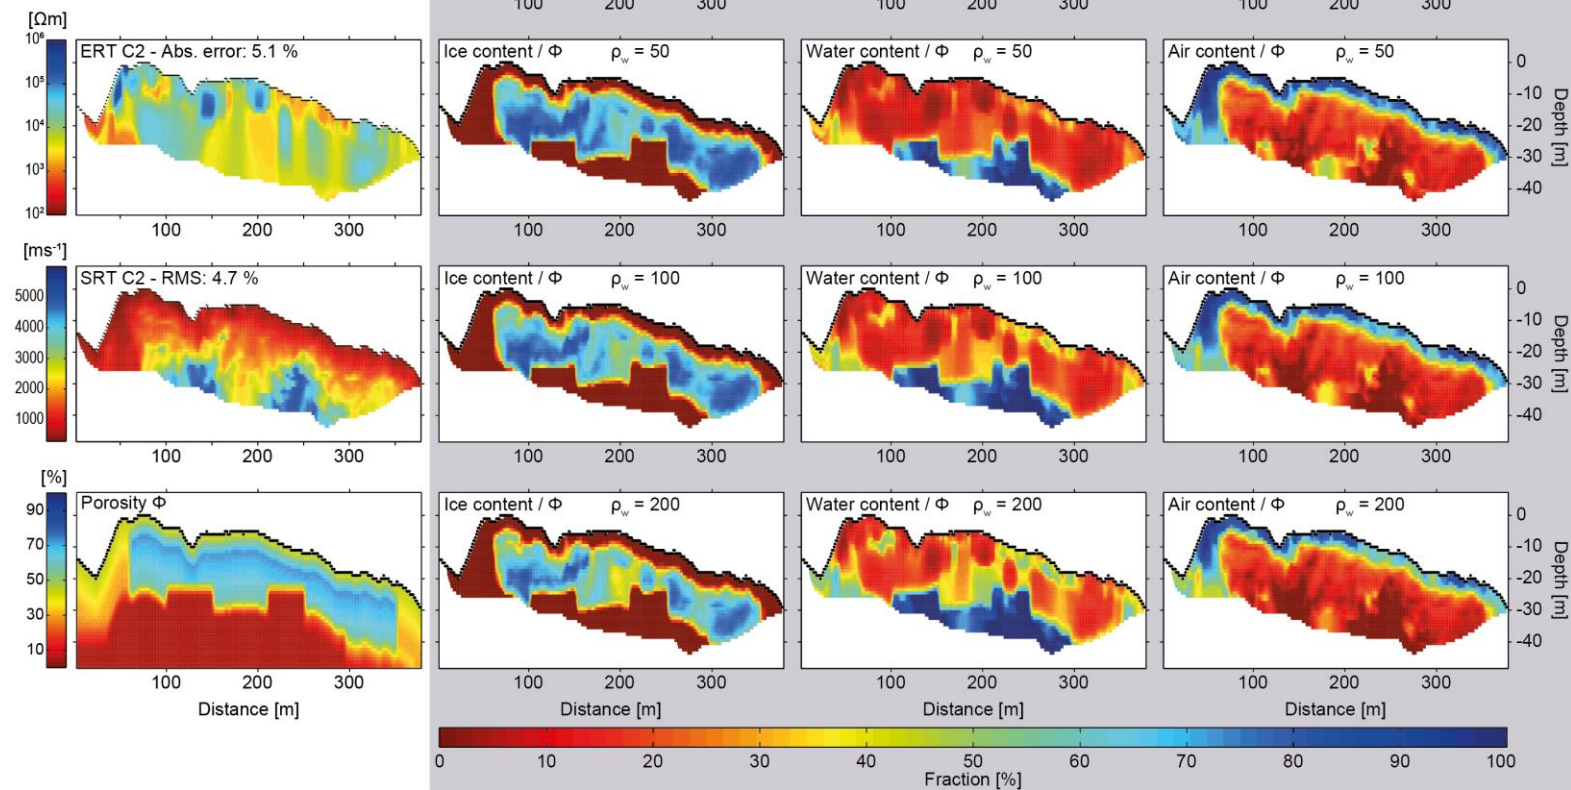 100 200 300 100 200 300 100 200 300
[Ωm]
10⁶
10⁵
10⁴
10³
10²
ERT C2 - Abs. error: 5.1 %
100 200 300
Ice content / Φ ρw = 50
100 200 300
Water content / Φ ρw = 50
100 200 300
Air content / Φ ρw = 50
100 200 300
0
-10
-20
-30
-40
Depth [m]
[ms⁻¹]
5000
4000
3000
2000
1000
SRT C2 - RMS: 4.7 %
100 200 300
Ice content / Φ ρw = 100
100 200 300
Water content / Φ ρw = 100
100 200 300
Air content / Φ ρw = 100
100 200 300
0
-10
-20
-30
-40
Depth [m]
[%]
90
70
50
30
10
Porosity Φ
100 200 300
Distance [m]
Ice content / Φ ρw = 200
100 200 300
Distance [m]
Water content / Φ ρw = 200
100 200 300
Distance [m]
Air content / Φ ρw = 200
100 200 300
Distance [m]
0
-10
-20
-30
-40
Depth [m]
0 10 20 30 40 50 60 70 80 90 100
Fraction [%]